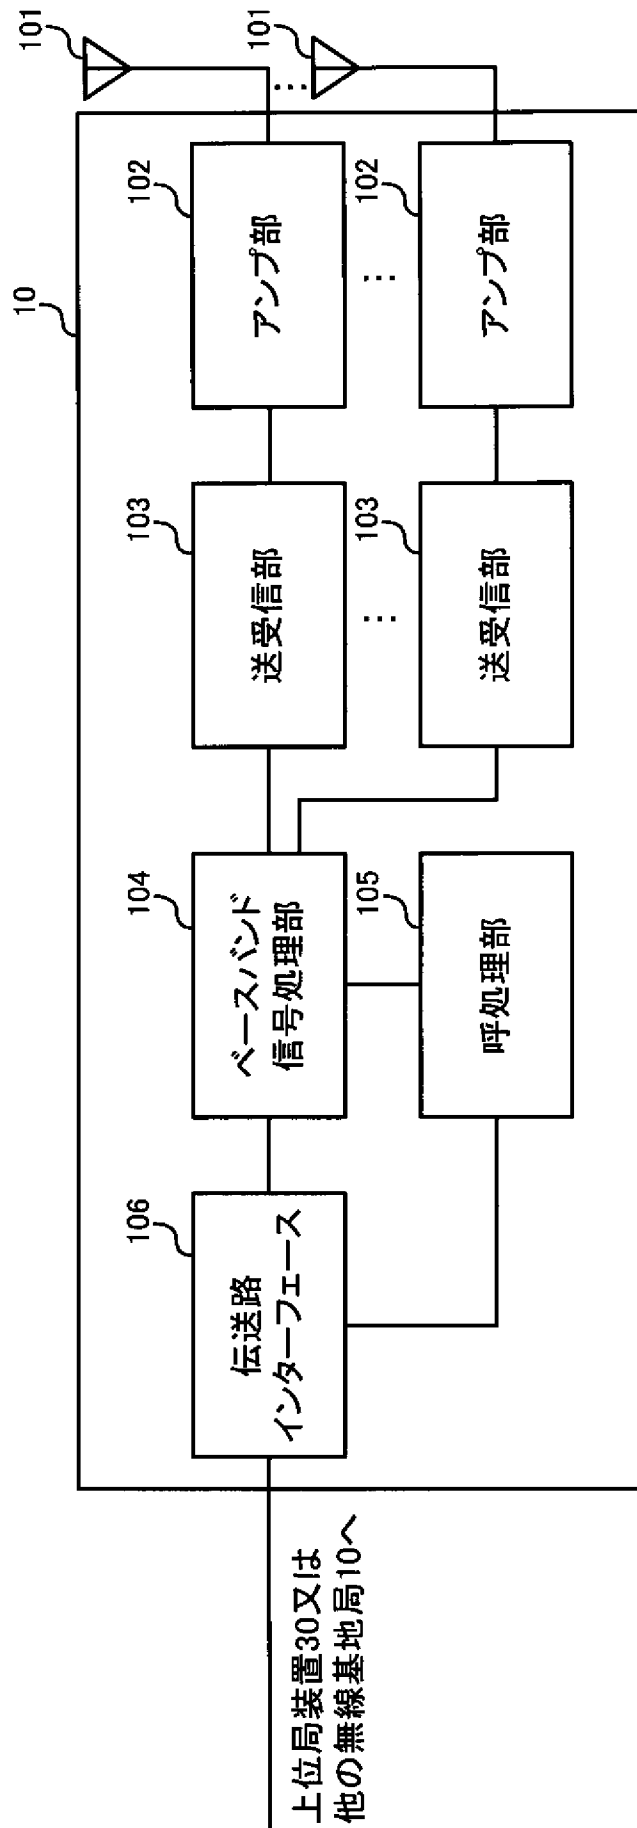 10
101
101
102
アンプ部
102
アンプ部
103
送受信部
103
送受信部
104
ベースバンド
信号処理部
105
呼処理部
106
伝送路
インターフェース
上位局装置30又は
他の無線基地局10へ